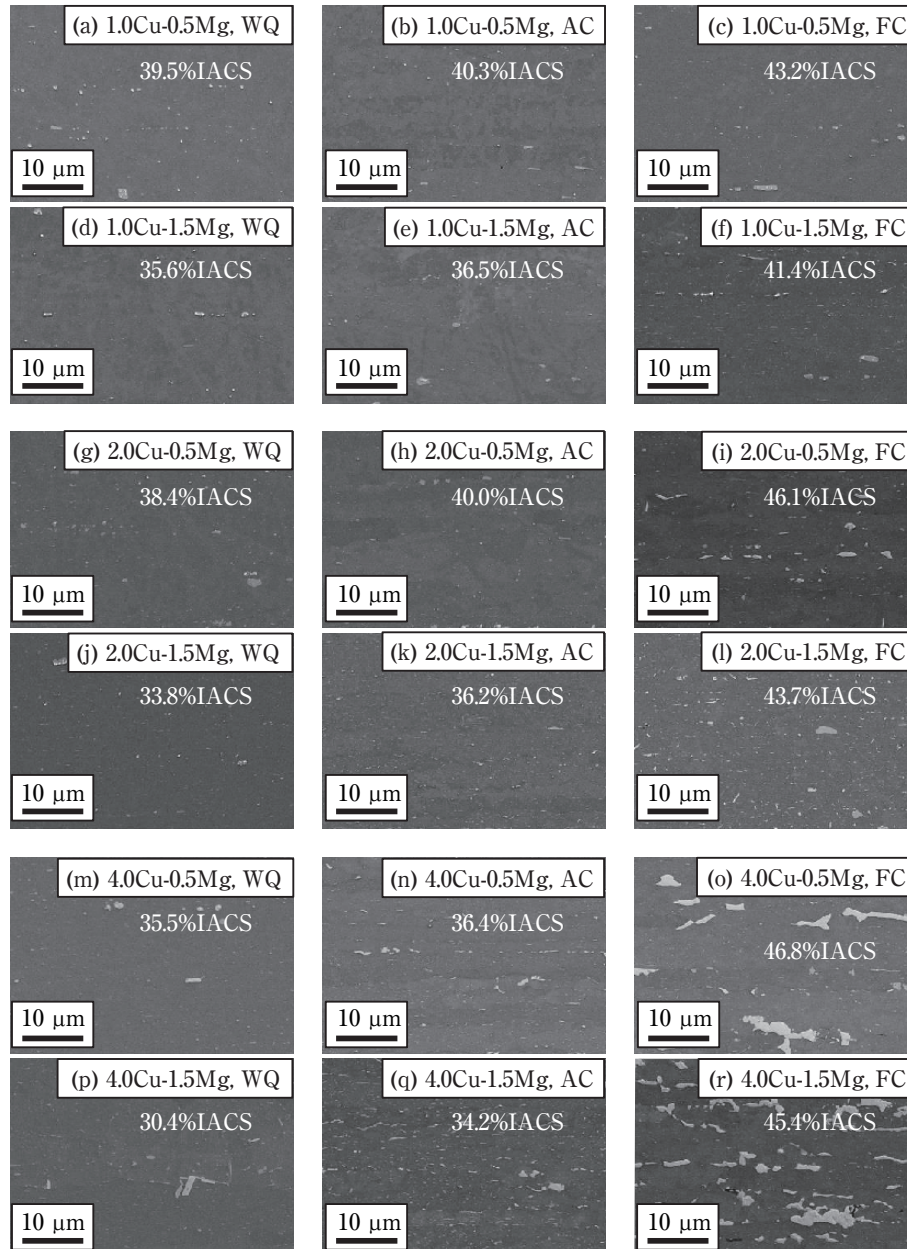 (a) 1.0Cu-0.5Mg, WQ
39.5%IACS
10 μm
(b) 1.0Cu-0.5Mg, AC
40.3%IACS
10 μm
(c) 1.0Cu-0.5Mg, FC
43.2%IACS
10 μm
(d) 1.0Cu-1.5Mg, WQ
35.6%IACS
10 μm
(e) 1.0Cu-1.5Mg, AC
36.5%IACS
10 μm
(f) 1.0Cu-1.5Mg, FC
41.4%IACS
10 μm
(g) 2.0Cu-0.5Mg, WQ
38.4%IACS
10 μm
(h) 2.0Cu-0.5Mg, AC
40.0%IACS
10 μm
(i) 2.0Cu-0.5Mg, FC
46.1%IACS
10 μm
(j) 2.0Cu-1.5Mg, WQ
33.8%IACS
10 μm
(k) 2.0Cu-1.5Mg, AC
36.2%IACS
10 μm
(l) 2.0Cu-1.5Mg, FC
43.7%IACS
10 μm
(m) 4.0Cu-0.5Mg, WQ
35.5%IACS
10 μm
(n) 4.0Cu-0.5Mg, AC
36.4%IACS
10 μm
(o) 4.0Cu-0.5Mg, FC
46.8%IACS
10 μm
(p) 4.0Cu-1.5Mg, WQ
30.4%IACS
10 μm
(q) 4.0Cu-1.5Mg, AC
34.2%IACS
10 μm
(r) 4.0Cu-1.5Mg, FC
45.4%IACS
10 μm